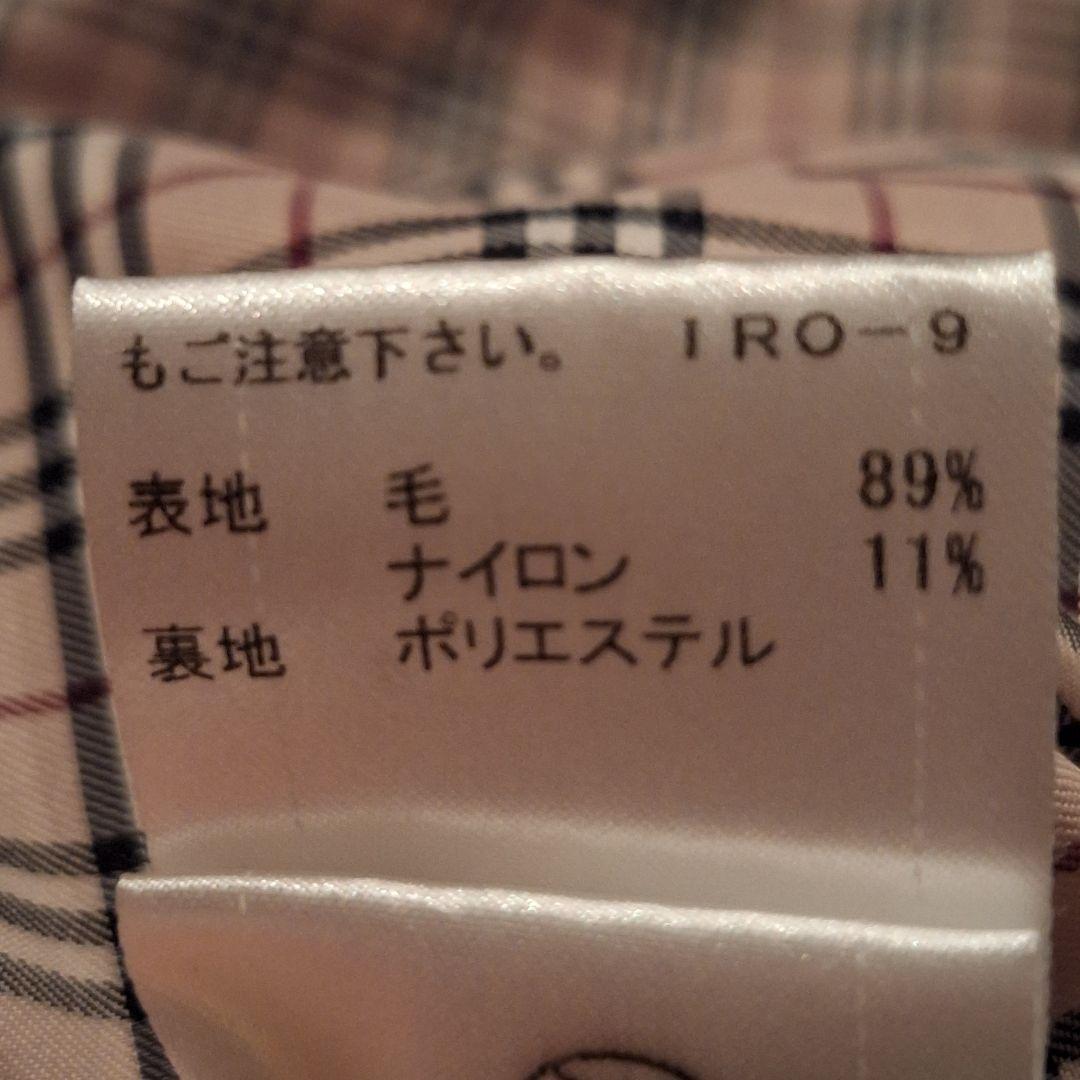 もご注意下さい。 IRO-9
表地 毛 89%
ナイロン 11%
裏地 ポリエステル